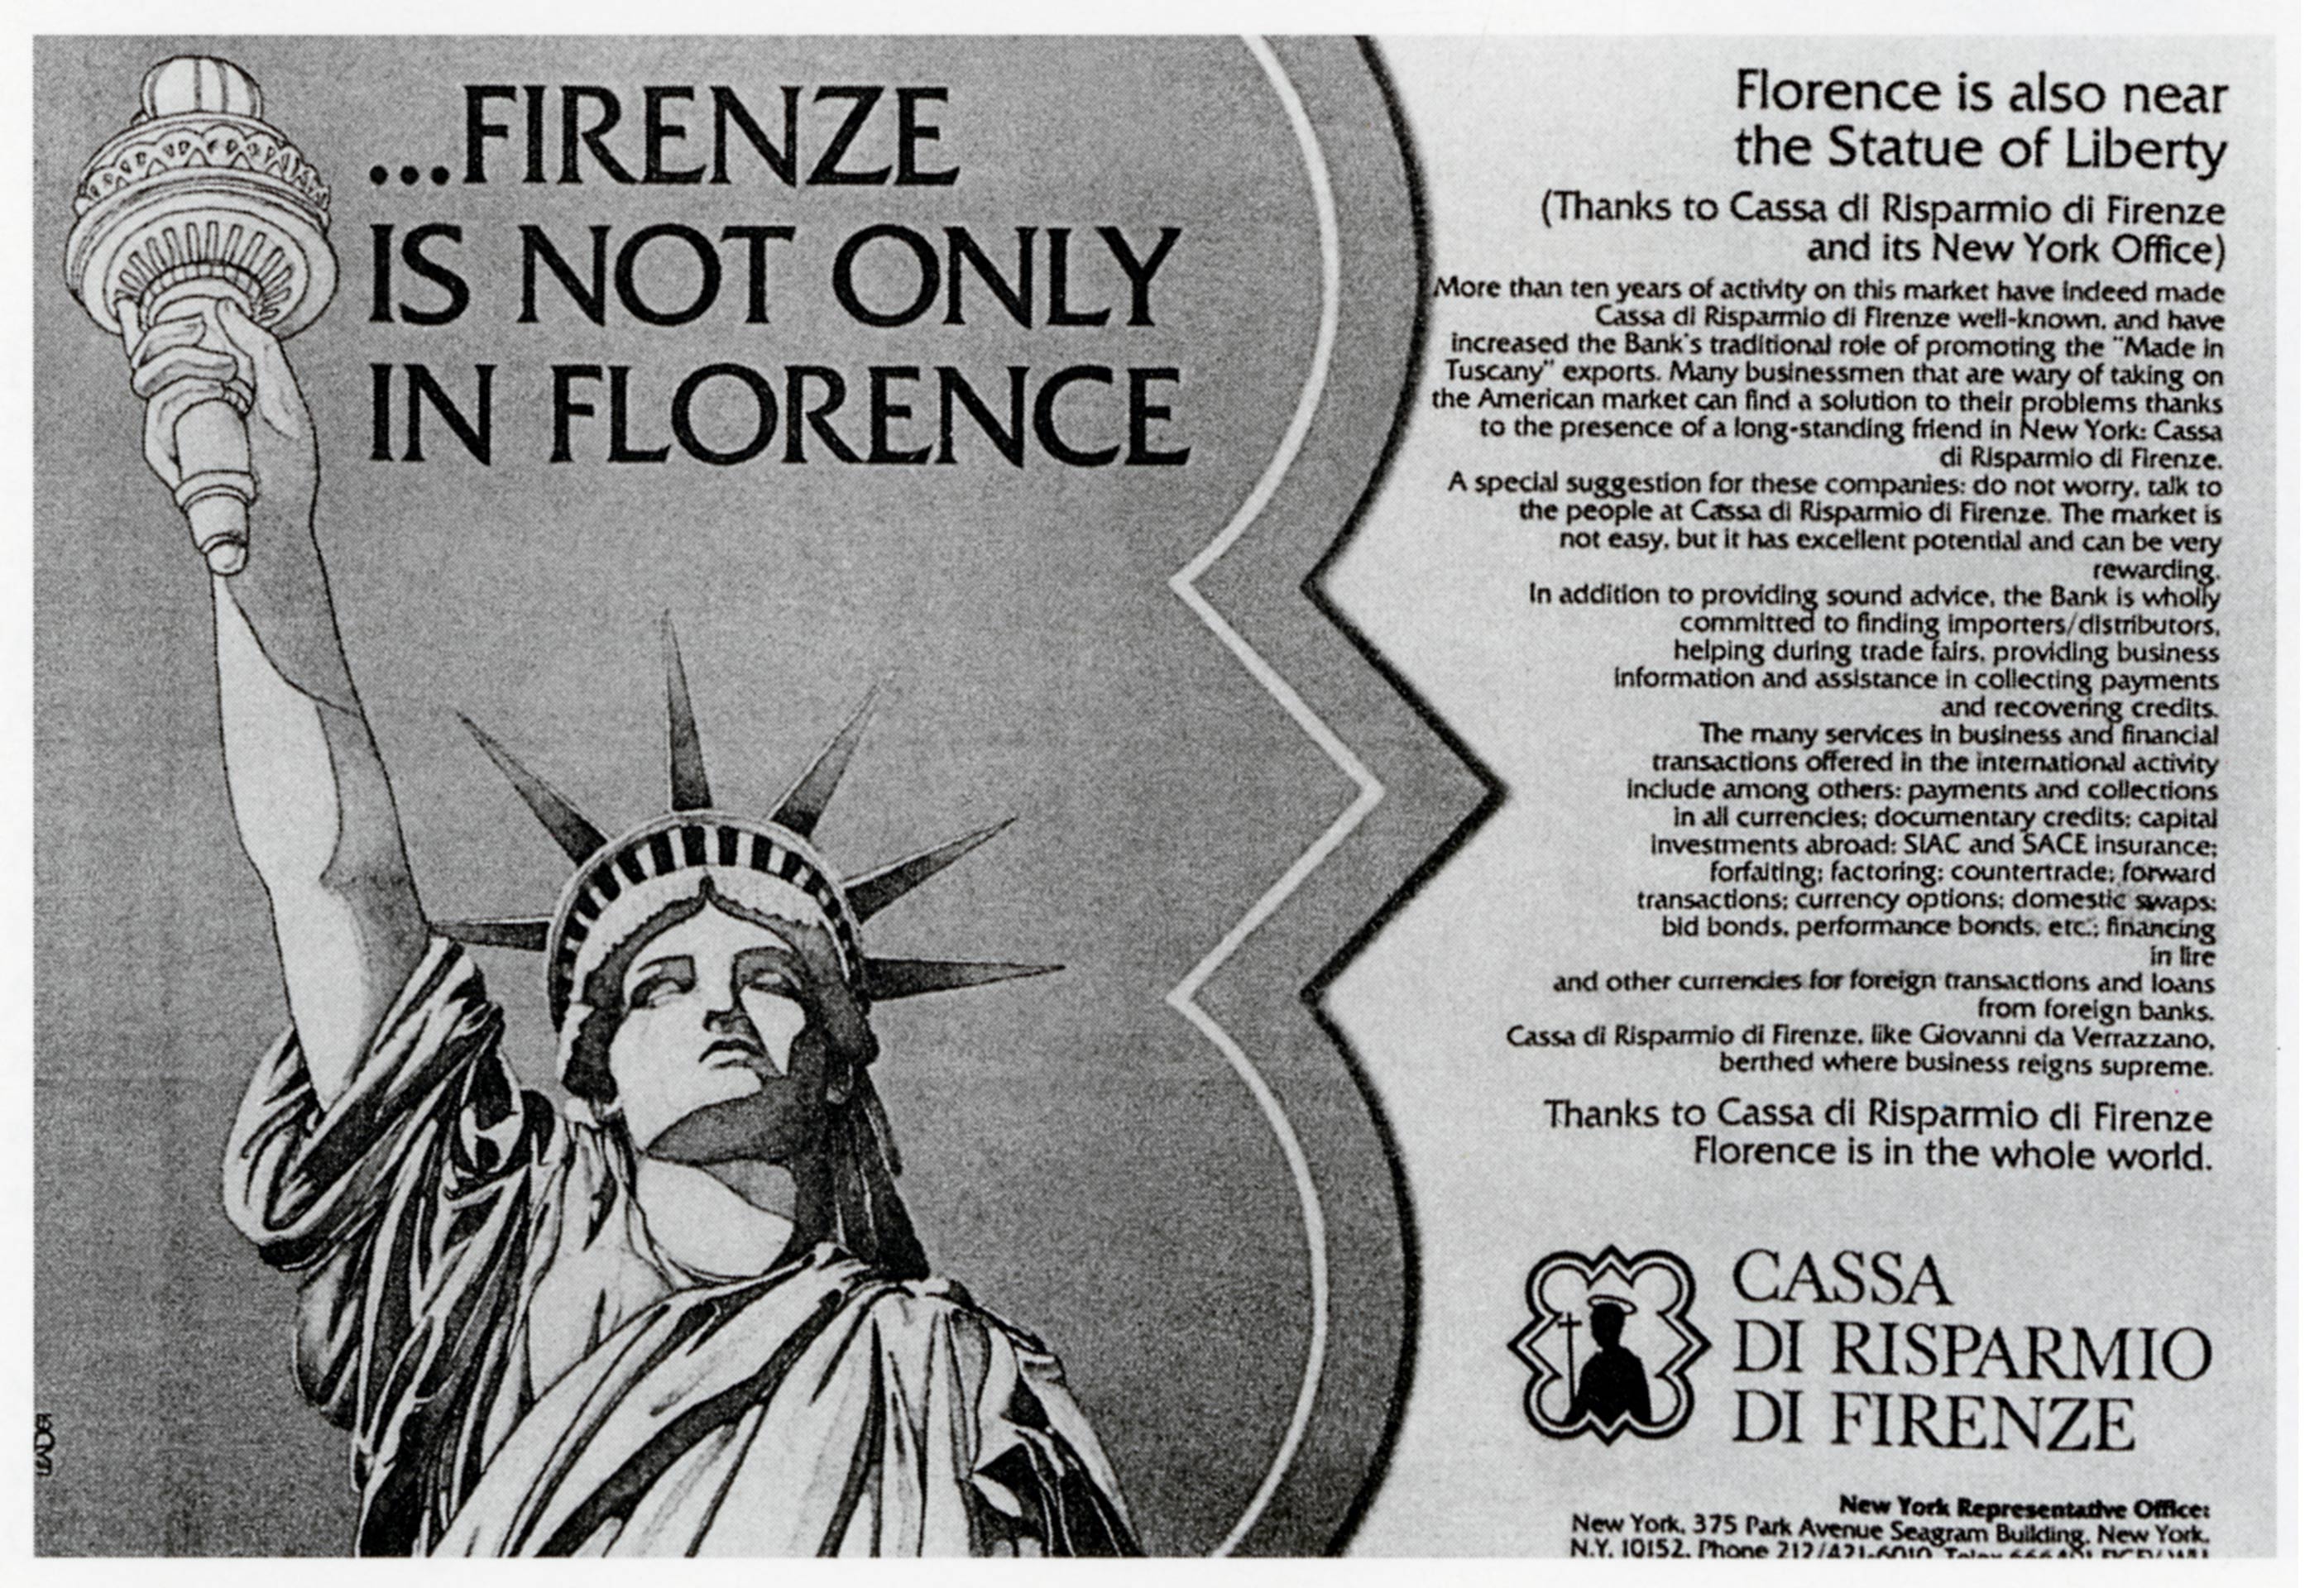 ...FIRENZE
IS NOT ONLY
IN FLORENCE
Florence is also near
the Statue of Liberty
(Thanks to Cassa di Risparmio di Firenze
and its New York Office)
More than ten years of activity on this market have indeed made
Cassa di Risparmio di Firenze well-known, and have
increased the Bank's traditional role of promoting the "Made in
Tuscany" exports. Many businessmen that are wary of taking on
the American market can find a solution to their problems thanks
to the presence of a long-standing friend in New York: Cassa
di Risparmio di Firenze.
A special suggestion for these companies: do not worry, talk to
the people at Cassa di Risparmio di Firenze. The market is
not easy, but it has excellent potential and can be very
rewarding.
In addition to providing sound advice, the Bank is wholly
committed to finding importers/distributors,
helping during trade fairs, providing business
information and assistance in collecting payments
and recovering credits.
The many services in business and financial
transactions offered in the international activity
include among others: payments and collections
in all currencies; documentary credits; capital
investments abroad; SIAC and SACE insurance;
forfaiting; factoring; countertrade; forward
transactions; currency options; domestic swaps;
bid bonds, performance bonds, etc.; financing
in lire
and other currencies for foreign transactions and loans
from foreign banks.
Cassa di Risparmio di Firenze, like Giovanni da Verrazzano,
berthed where business reigns supreme.
Thanks to Cassa di Risparmio di Firenze
Florence is in the whole world.
CASSA
DI RISPARMIO
DI FIRENZE
New York Representative Office:
New York, 375 Park Avenue Seagram Building, New York,
N.Y. 10152, Phone 212/421-6010, Telex
LEADER